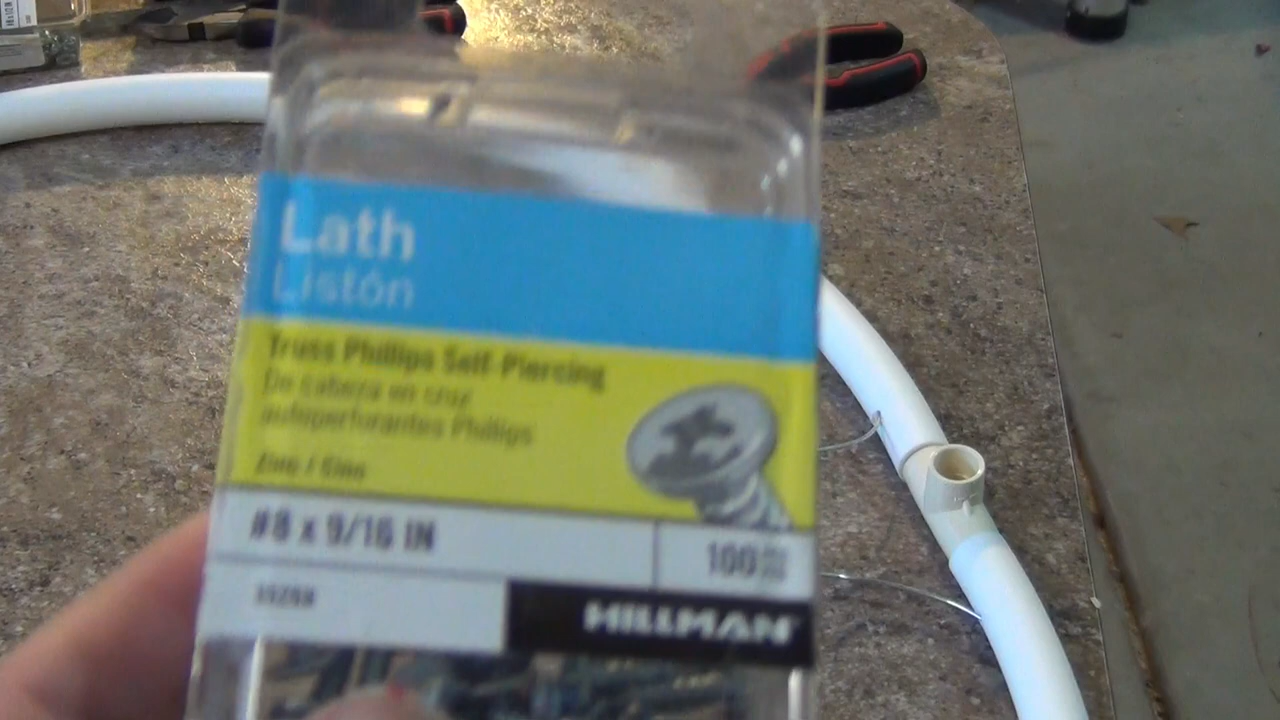 Lath
Listón
Truss Phillips Self-Piercing
De cabeza en cruz
autoperforantes Phillips
Zinc / Cinc
#8 x 9/16 IN
100
HILLMAN